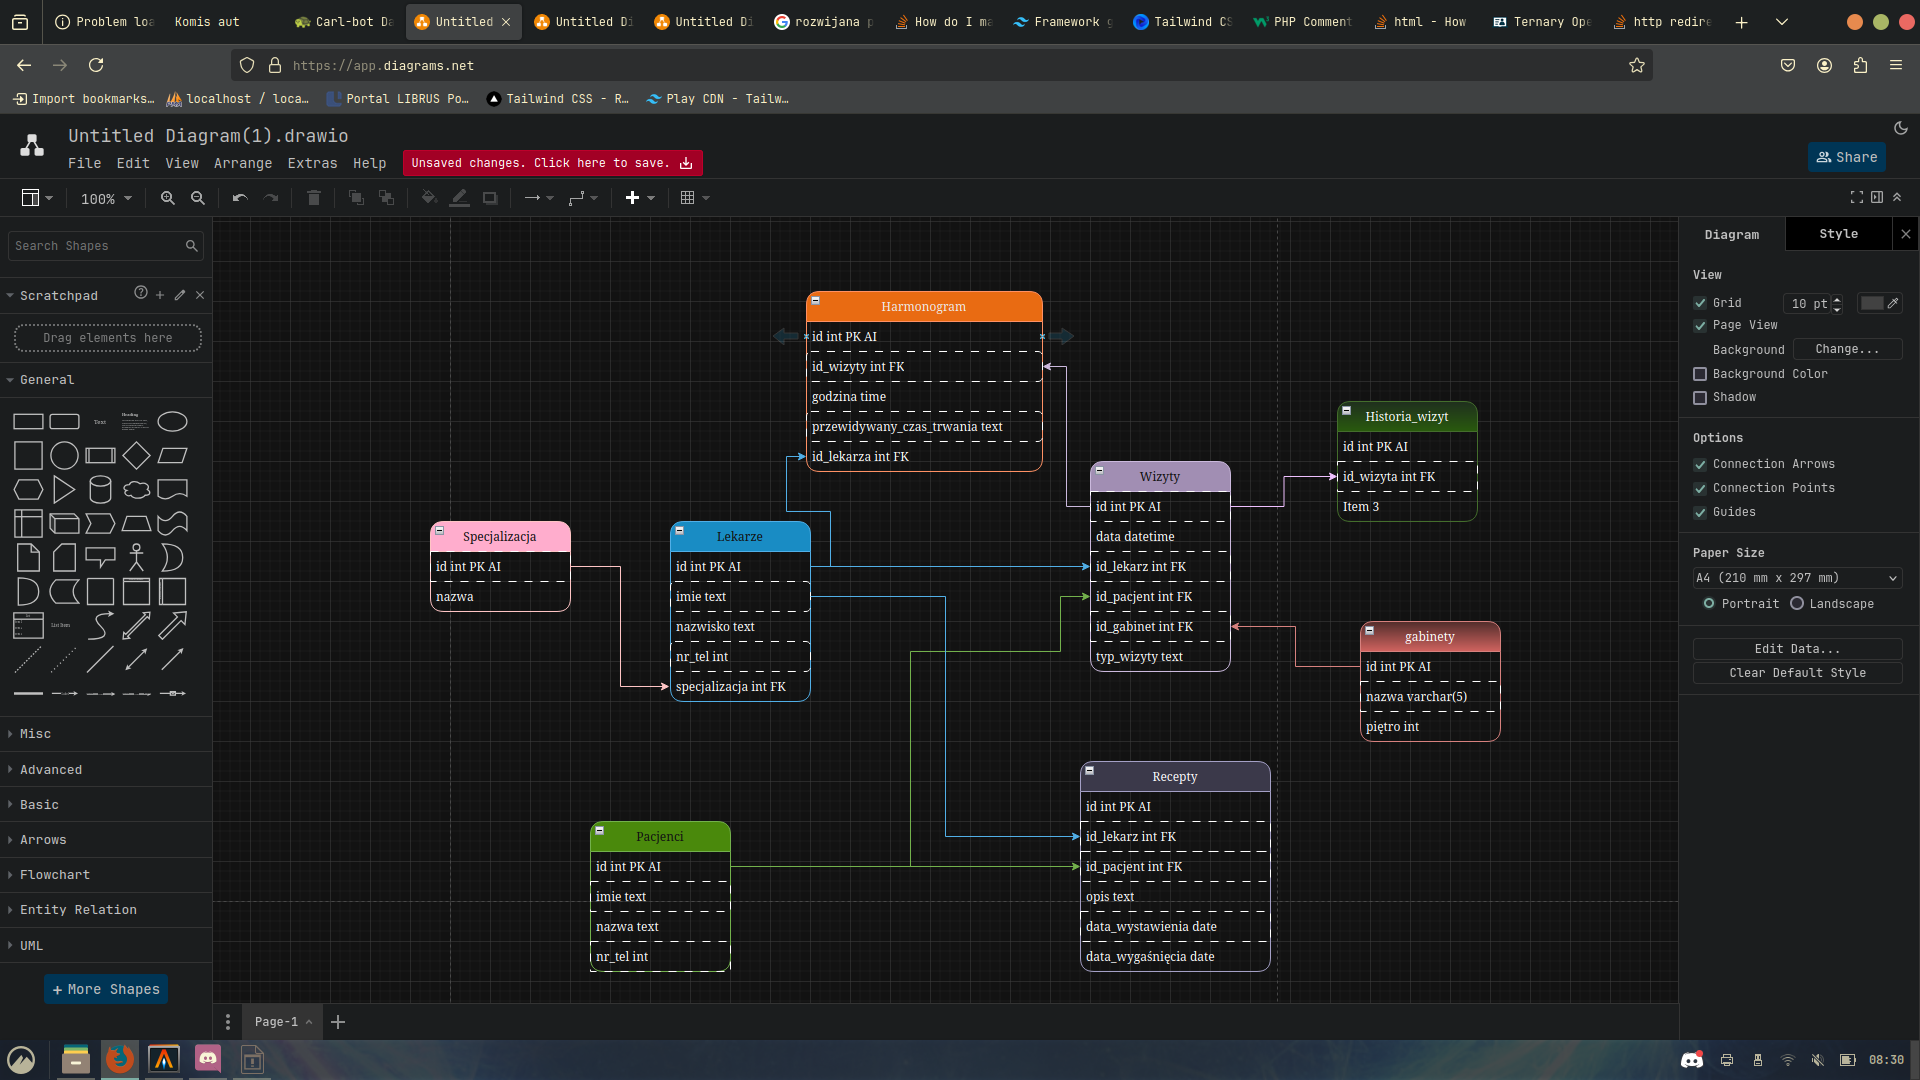 Problem loa
Komis aut
Carl-bot Da
Untitled
Untitled Di
Untitled Di
rozwijana p
How do I ma
Framework g
Tailwind CS
PHP Comment
html - How
Ternary Ope
http redire
https://app.diagrams.net
Import bookmarks…
localhost / loca…
Portal LIBRUS Po…
Tailwind CSS - R…
Play CDN - Tailw…
Untitled Diagram(1).drawio
File Edit View Arrange Extras Help
Unsaved changes. Click here to save.
Share
100%
Search Shapes
Scratchpad
Drag elements here
General
Text
Heading
List Item
Misc
Advanced
Basic
Arrows
Flowchart
Entity Relation
UML
+ More Shapes
Harmonogram
id int PK AI
id_wizyty int FK
godzina time
przewidywany_czas_trwania text
id_lekarza int FK
Historia_wizyt
id int PK AI
id_wizyta int FK
Item 3
Wizyty
id int PK AI
data datetime
id_lekarz int FK
id_pacjent int FK
id_gabinet int FK
typ_wizyty text
Specjalizacja
id int PK AI
nazwa
Lekarze
id int PK AI
imie text
nazwisko text
nr_tel int
specjalizacja int FK
gabinety
id int PK AI
nazwa varchar(5)
piętro int
Recepty
id int PK AI
id_lekarz int FK
id_pacjent int FK
opis text
data_wystawienia date
data_wygaśnięcia date
Pacjenci
id int PK AI
imie text
nazwa text
nr_tel int
Diagram
Style
View
Grid
10 pt
Page View
Background
Change...
Background Color
Shadow
Options
Connection Arrows
Connection Points
Guides
Paper Size
A4 (210 mm x 297 mm)
Portrait
Landscape
Edit Data...
Clear Default Style
Page-1
08:30